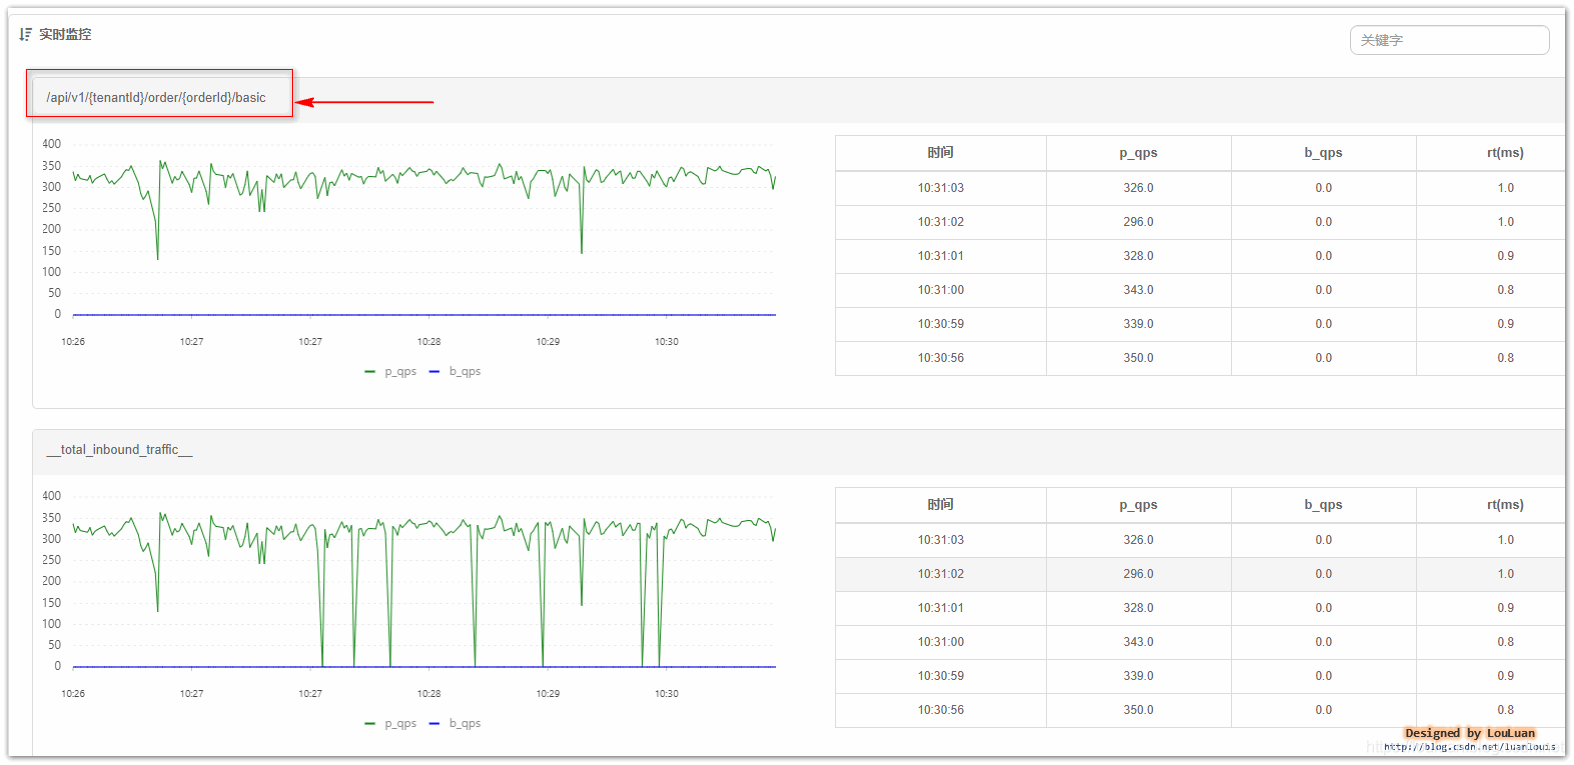 实时监控
关键字
/api/v1/{tenantId}/order/{orderId}/basic
400
350
300
250
200
150
100
50
0
10:26 10:27 10:27 10:28 10:29 10:30
p_qps b_qps
时间 p_qps b_qps rt(ms)
10:31:03 326.0 0.0 1.0
10:31:02 296.0 0.0 1.0
10:31:01 328.0 0.0 0.9
10:31:00 343.0 0.0 0.8
10:30:59 339.0 0.0 0.9
10:30:56 350.0 0.0 0.8
__total_inbound_traffic__
400
350
300
250
200
150
100
50
0
10:26 10:27 10:27 10:28 10:29 10:30
p_qps b_qps
时间 p_qps b_qps rt(ms)
10:31:03 326.0 0.0 1.0
10:31:02 296.0 0.0 1.0
10:31:01 328.0 0.0 0.9
10:31:00 343.0 0.0 0.8
10:30:59 339.0 0.0 0.9
10:30:56 350.0 0.0 0.8
Designed by LouLuan
http://blog.csdn.net/luanlouis